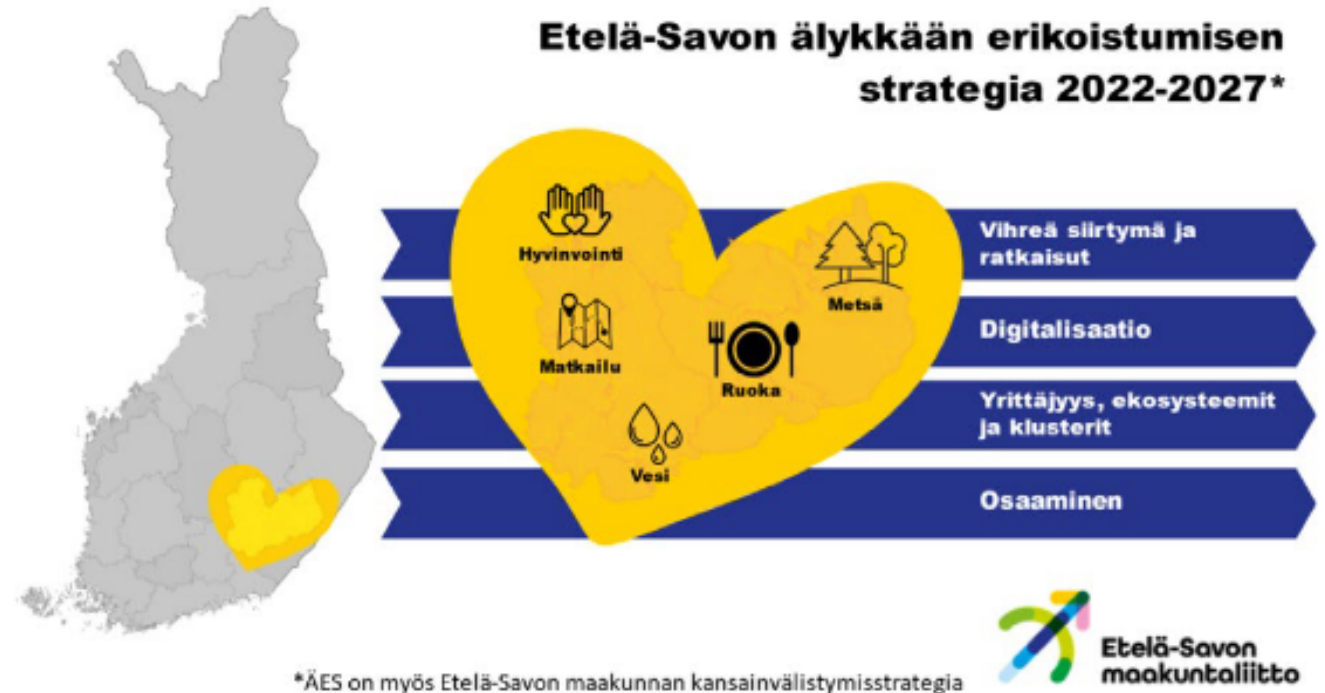 Etelä-Savon älykkään erikoistumisen
strategia 2022-2027*
Hyvinvointi
Matkailu
Vesi
Ruoka
Metsä
Vihreä siirtymä ja
ratkaisut
Digitalisaatio
Yrittäjyys, ekosysteemit
ja klusterit
Osaaminen
Etelä-Savon
maakuntaliitto
*ÄES on myös Etelä-Savon maakunnan kansainvälistymisstrategia